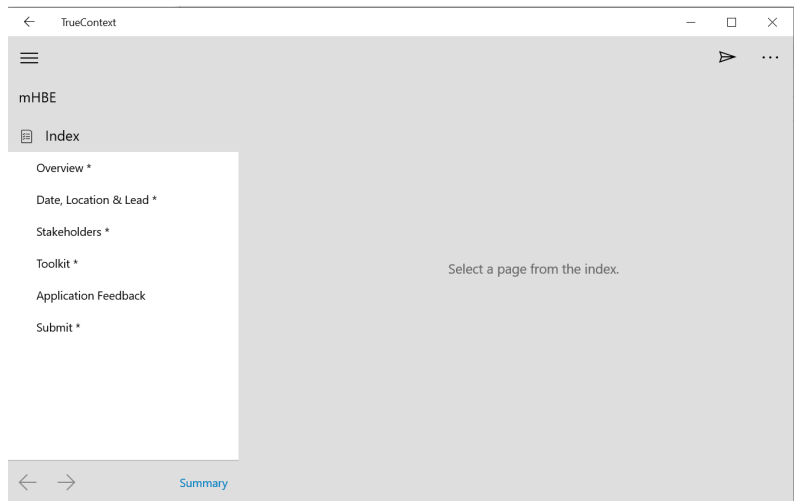 TrueContext
mHBE
Index
Overview *
Date, Location & Lead *
Stakeholders *
Toolkit *
Application Feedback
Submit *
Select a page from the index.
Summary